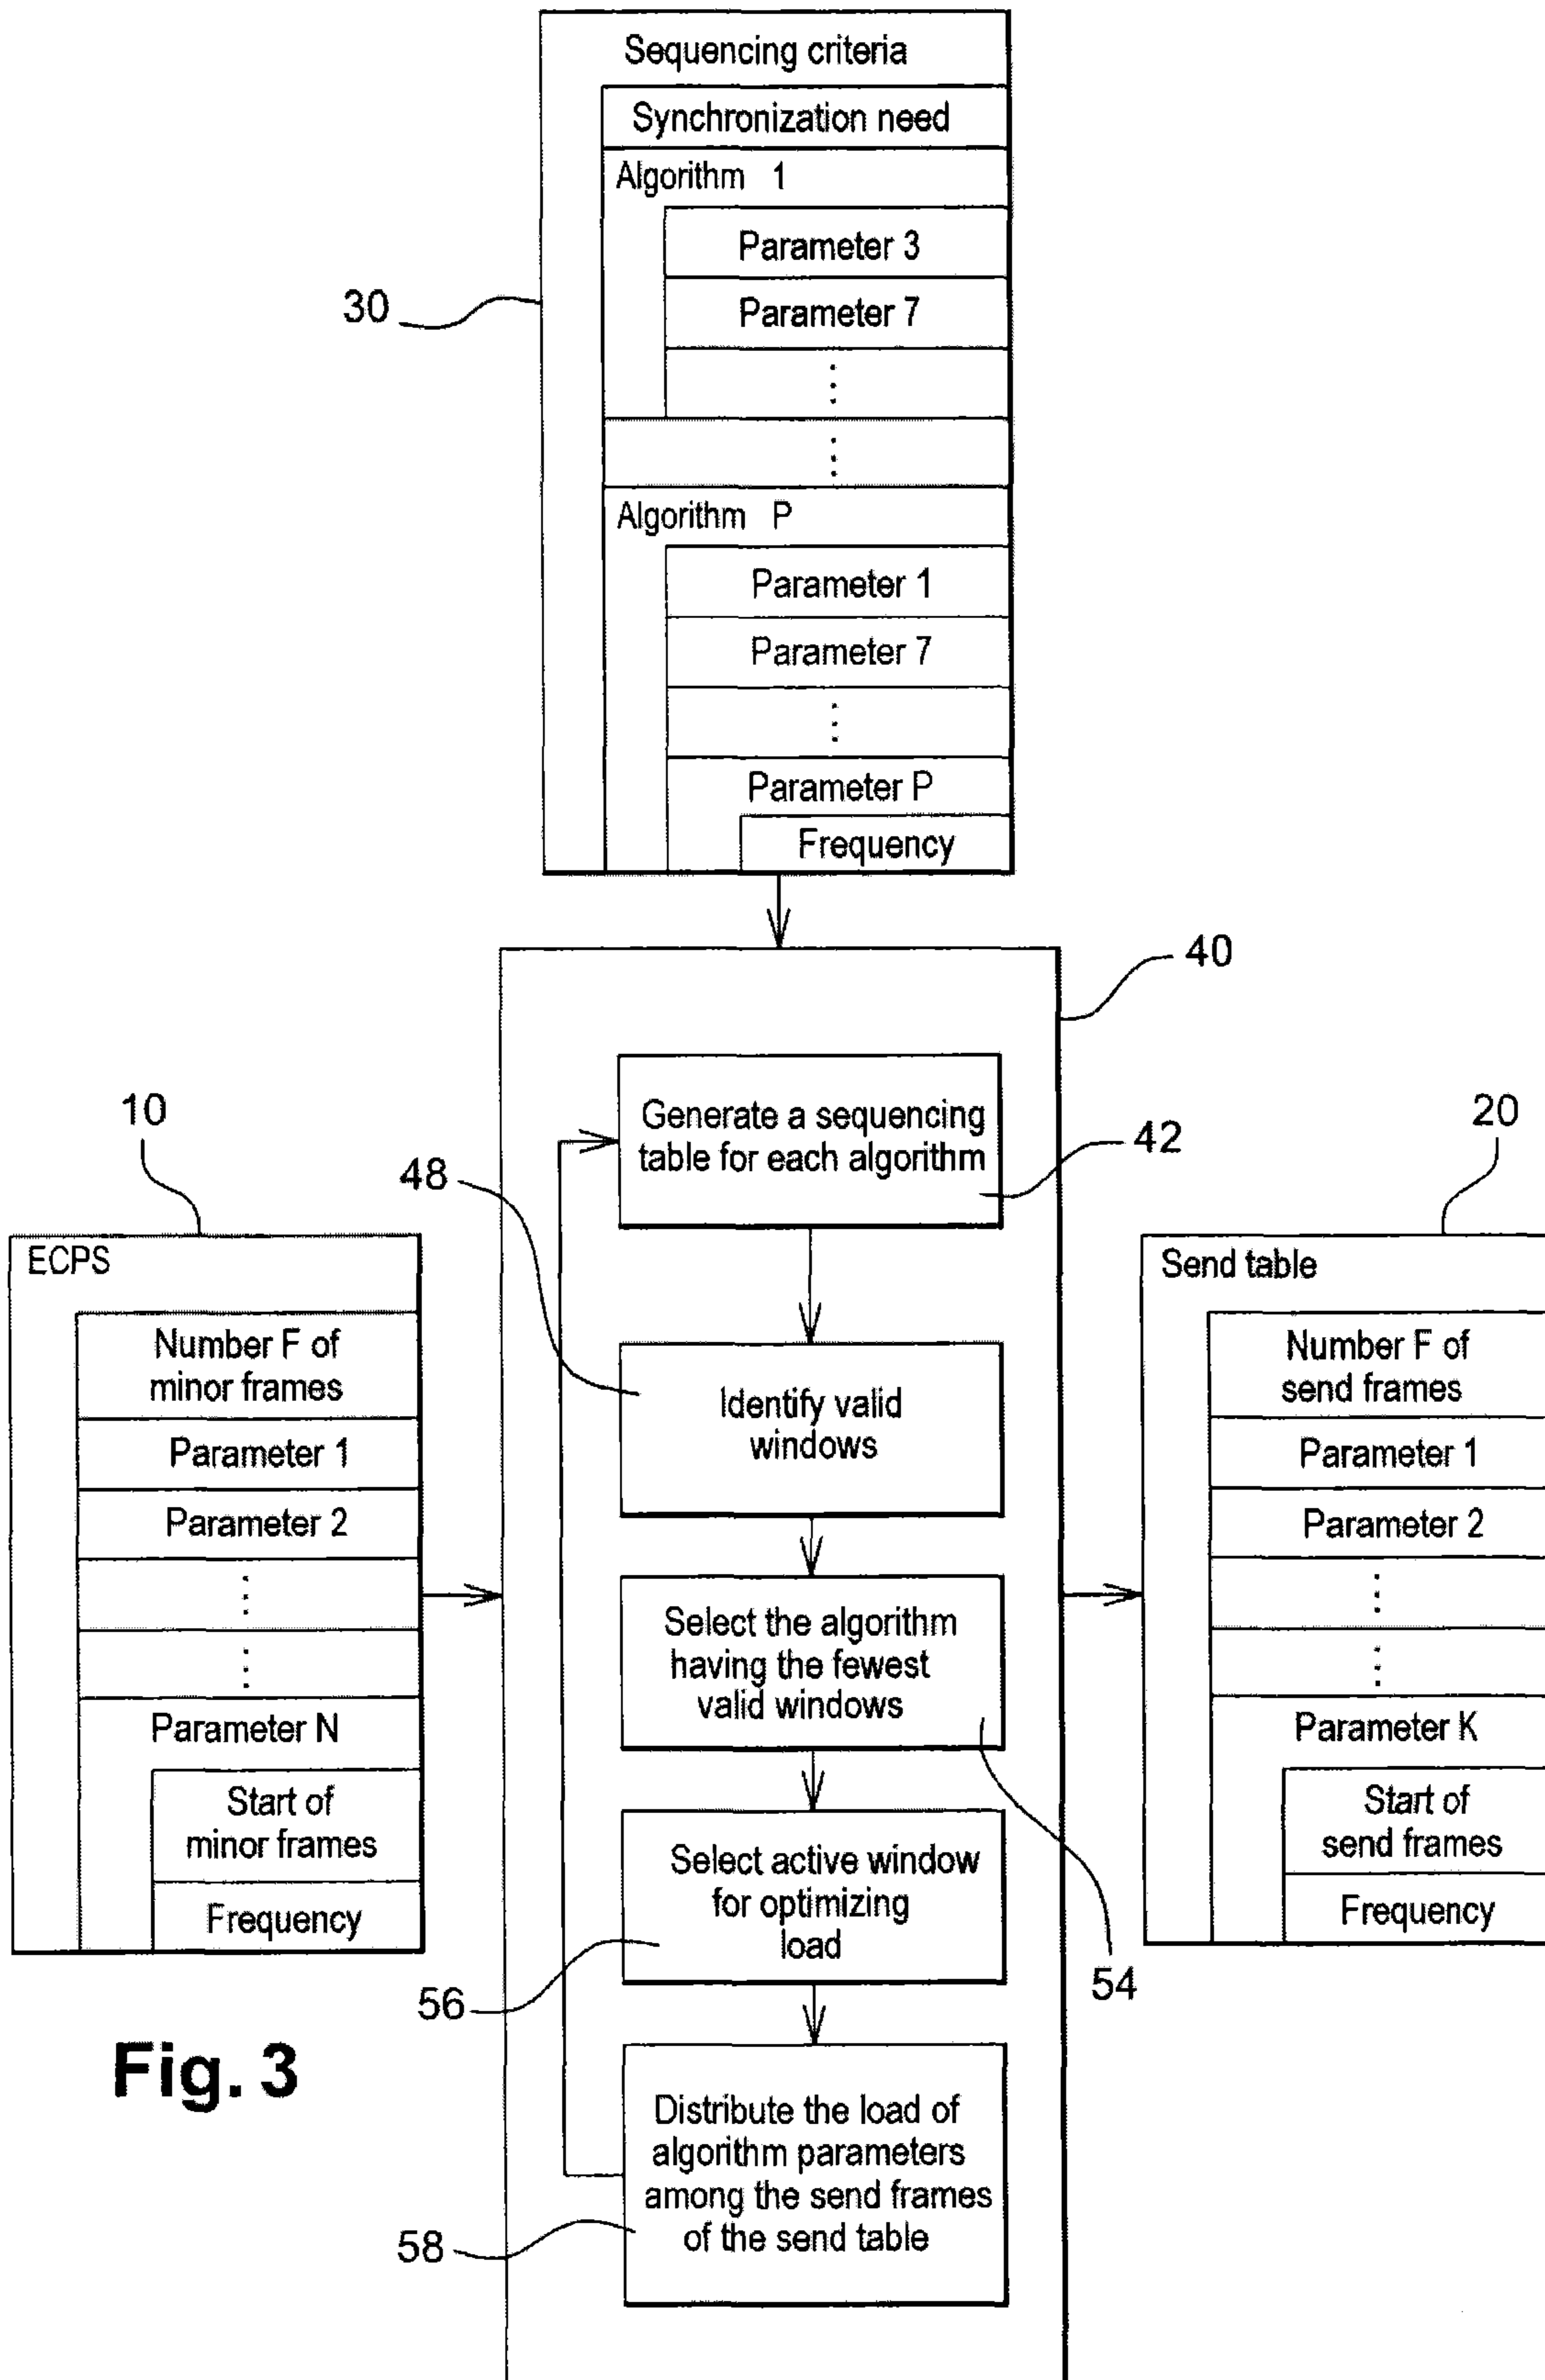 Sequencing criteria
Synchronization need
Algorithm 1
Parameter 3
Parameter 7
⋮
⋮
Algorithm P
Parameter 1
Parameter 7
⋮
Parameter P
Frequency
30
40
Generate a sequencing
table for each algorithm
42
48
Identify valid
windows
Select the algorithm
having the fewest
valid windows
54
Select active window
for optimizing
load
56
Distribute the load of
algorithm parameters
among the send frames
of the send table
58
10
ECPS
Number F of
minor frames
Parameter 1
Parameter 2
⋮
⋮
Parameter N
Start of
minor frames
Frequency
20
Send table
Number F of
send frames
Parameter 1
Parameter 2
⋮
⋮
Parameter K
Start of
send frames
Frequency
Fig. 3